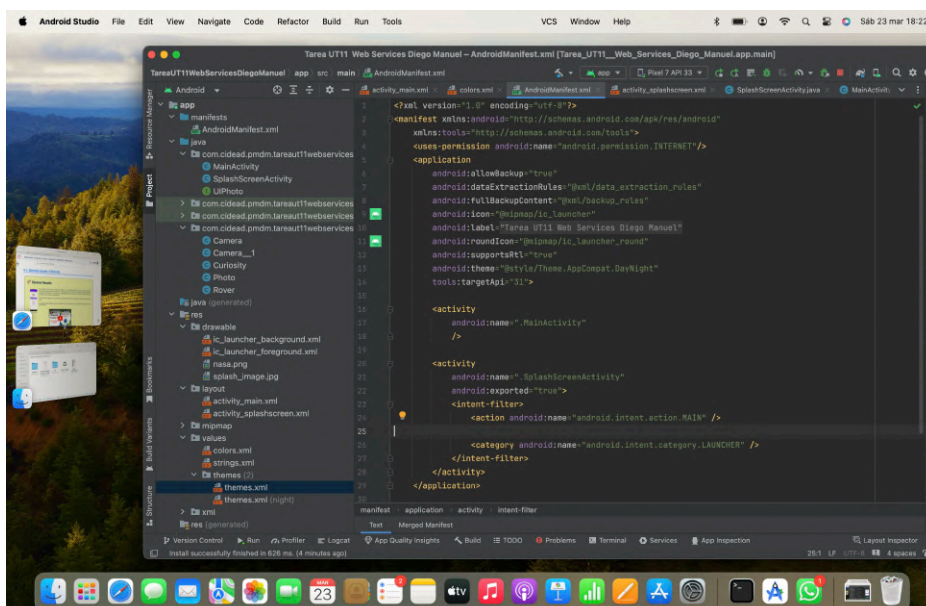 Android Studio File Edit View Navigate Code Refactor Build Run Tools VCS Window Help Sáb 23 mar 18:22
Tarea UT11 Web Services Diego Manuel – AndroidManifest.xml [Tarea_UT11__Web_Services_Diego_Manuel.app.main]
TareaUT11WebServicesDiegoManuel app src main AndroidManifest.xml app Pixel 7 API 33
Android activity_main.xml colors.xml AndroidManifest.xml activity_splashscreen.xml SplashScreenActivity.java MainActivity
Resource Manager
Project
Bookmarks
Build Variants
Structure
app
manifests
AndroidManifest.xml
java
com.cidead.pmdm.tareaut11webservices
MainActivity
SplashScreenActivity
UIPhoto
com.cidead.pmdm.tareaut11webservices
com.cidead.pmdm.tareaut11webservices
com.cidead.pmdm.tareaut11webservices
Camera
Camera__1
Curiosity
Photo
Rover
java (generated)
res
drawable
ic_launcher_background.xml
ic_launcher_foreground.xml
nasa.png
splash_image.jpg
layout
activity_main.xml
activity_splashscreen.xml
mipmap
values
colors.xml
strings.xml
themes (2)
themes.xml
themes.xml (night)
xml
res (generated)
<?xml version="1.0" encoding="utf-8"?>
<manifest xmlns:android="http://schemas.android.com/apk/res/android"
xmlns:tools="http://schemas.android.com/tools">
<uses-permission android:name="android.permission.INTERNET"/>
<application
android:allowBackup="true"
android:dataExtractionRules="@xml/data_extraction_rules"
android:fullBackupContent="@xml/backup_rules"
android:icon="@mipmap/ic_launcher"
android:label="Tarea UT11 Web Services Diego Manuel"
android:roundIcon="@mipmap/ic_launcher_round"
android:supportsRtl="true"
android:theme="@style/Theme.AppCompat.DayNight"
tools:targetApi="31">
<activity
android:name=".MainActivity"
/>
<activity
android:name=".SplashScreenActivity"
android:exported="true">
<intent-filter>
<action android:name="android.intent.action.MAIN" />
25
<category android:name="android.intent.category.LAUNCHER" />
</intent-filter>
</activity>
</application>
manifest application activity intent-filter
Text Merged Manifest
Version Control Run Profiler Logcat App Quality Insights Build TODO Problems Terminal Services App Inspection Layout Inspector
Install successfully finished in 626 ms. (4 minutes ago) 25:1 LF UTF-8 4 spaces
MAR
23
2
tv